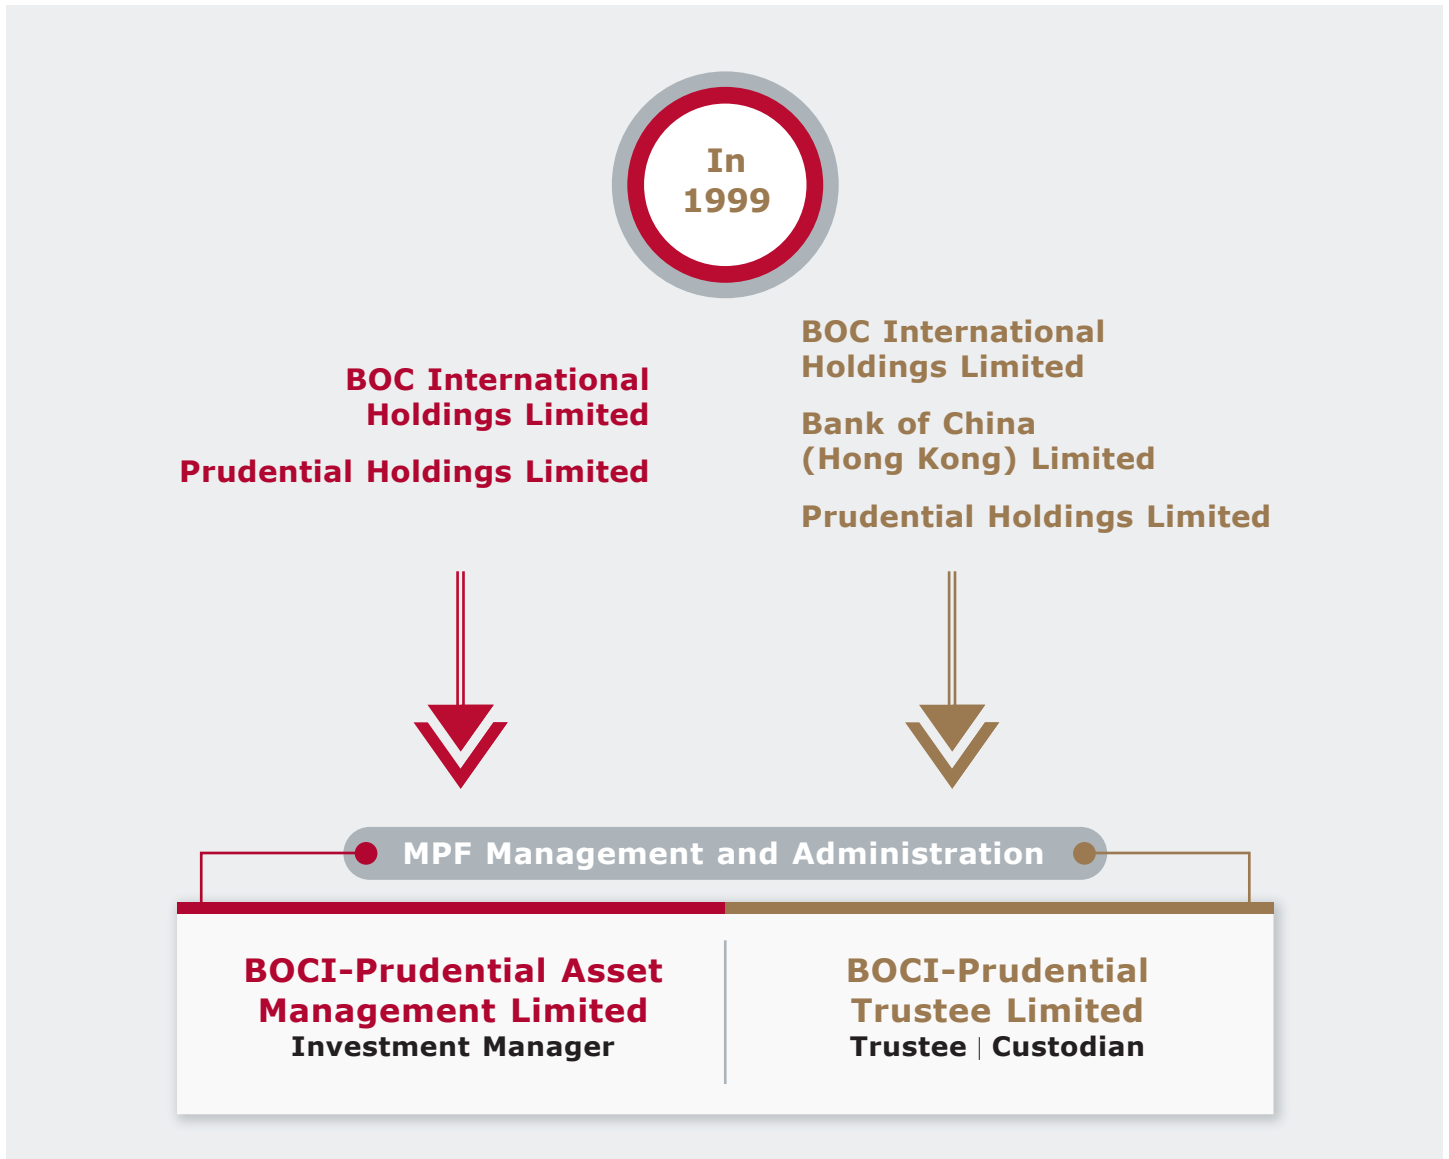 In
1999
BOC International
Holdings Limited
Prudential Holdings Limited
BOC International
Holdings Limited
Bank of China
(Hong Kong) Limited
Prudential Holdings Limited
MPF Management and Administration
BOCI-Prudential Asset
Management Limited
Investment Manager
BOCI-Prudential
Trustee Limited
Trustee | Custodian